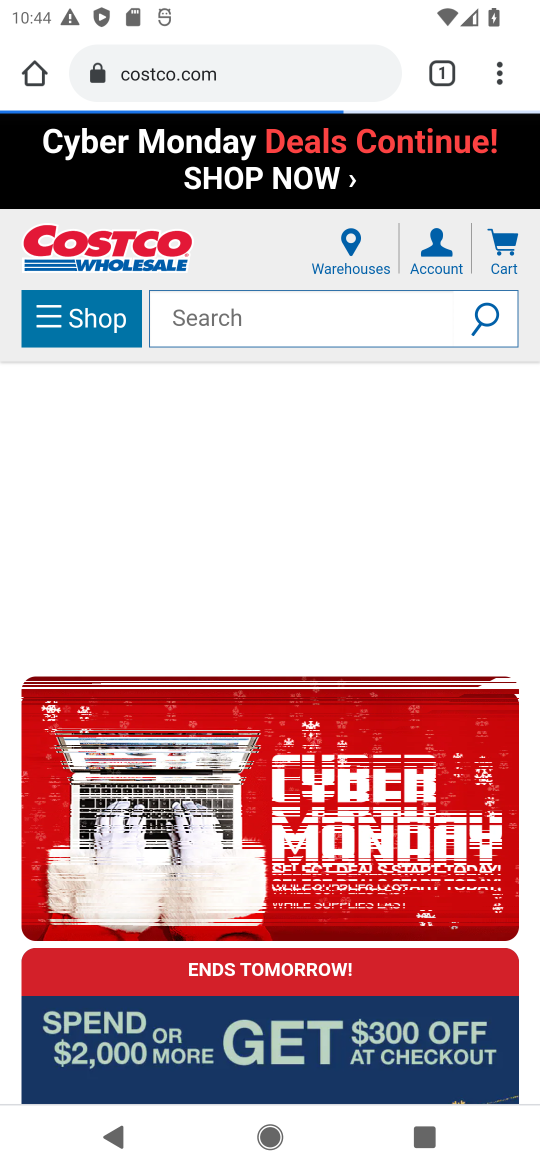 10:44
costco.com
1
Cyber Monday Deals Continue!
SHOP NOW ›
COSTCO
WHOLESALE
Warehouses
Account
Cart
Shop
Search
CYBER
MONDAY
SELECT DEALS START TODAY!
WHILE SUPPLIES LAST
ENDS TOMORROW!
SPEND $2,000 OR MORE GET $300 OFF AT CHECKOUT